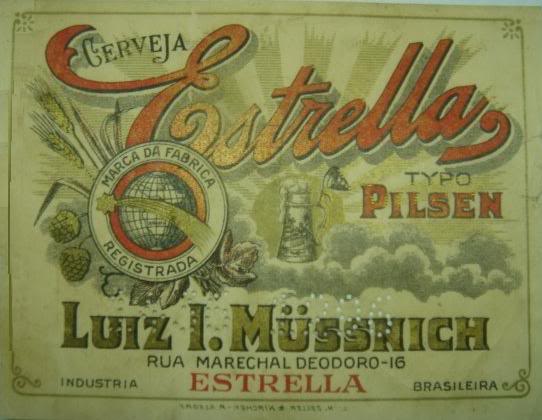 CERVEJA
Estrella
TYPO
PILSEN
MARCA DA FABRICA
REGISTRADA
LUIZ I. MÜSSNICH
RUA MARECHAL DEODORO-16
INDUSTRIA ESTRELLA BRASILEIRA